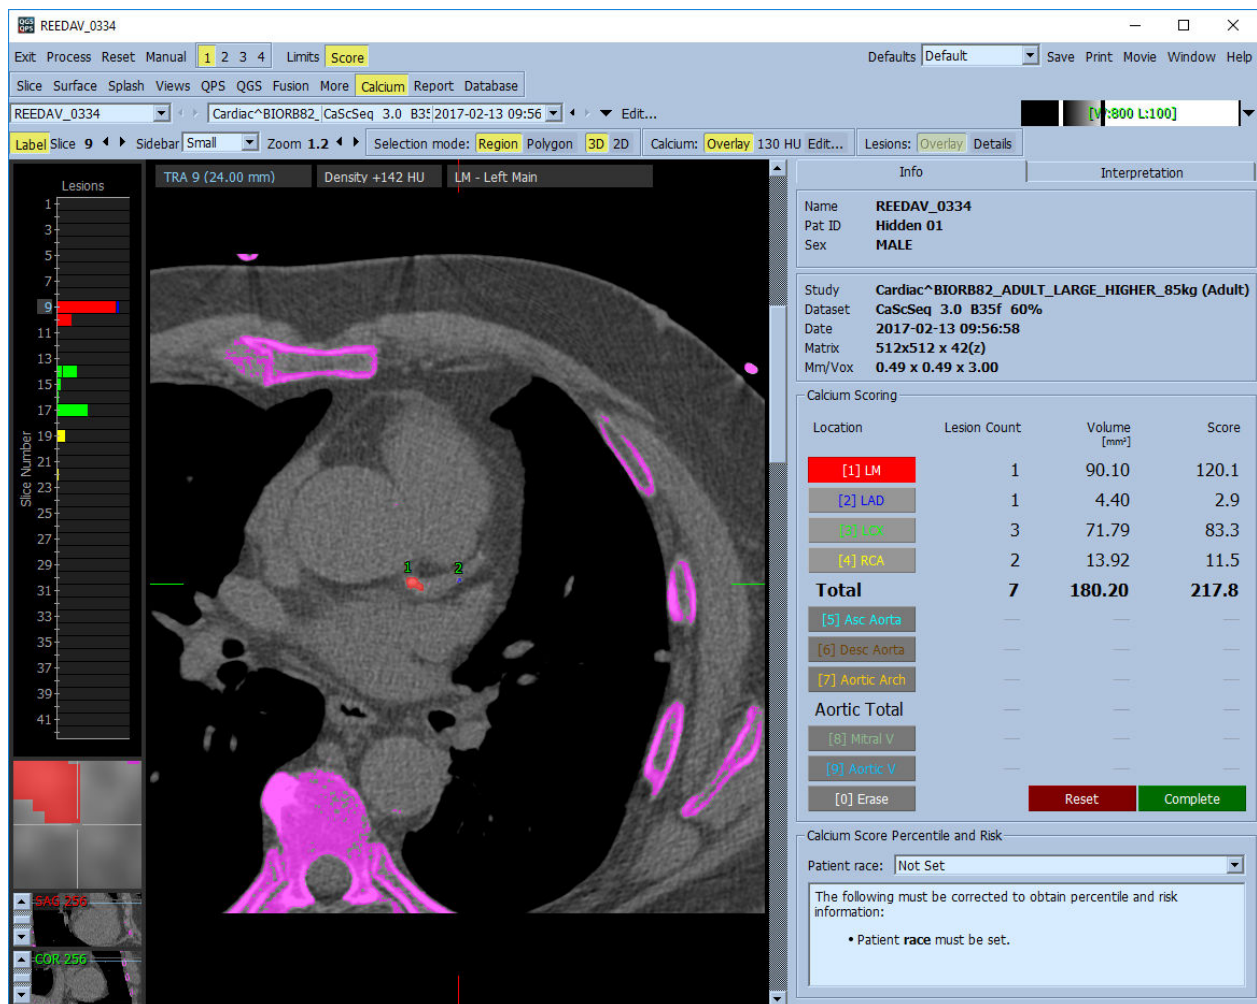 QGS QPS REEDAV_0334
Exit Process Reset Manual 1 2 3 4 Limits Score Defaults Default Save Print Movie Window Help
Slice Surface Splash Views QPS QGS Fusion More Calcium Report Database
REEDAV_0334 Cardiac^BIORB82_ CaScSeq 3.0 B35f 2017-02-13 09:56 Edit... [W:800 L:100]
Label Slice 9 Sidebar Small Zoom 1.2 Selection mode: Region Polygon 3D 2D Calcium: Overlay 130 HU Edit... Lesions: Overlay Details
Lesions
1
3
5
7
9
11
13
15
17
19
21
23
25
27
29
31
33
35
37
39
41
Slice Number
SAG 256
COR 256
TRA 9 (24.00 mm) Density +142 HU LM - Left Main
1 2
Info Interpretation
Name REEDAV_0334
Pat ID Hidden 01
Sex MALE
Study Cardiac^BIORB82_ADULT_LARGE_HIGHER_85kg (Adult)
Dataset CaScSeq 3.0 B35f 60%
Date 2017-02-13 09:56:58
Matrix 512x512 x 42(z)
Mm/Vox 0.49 x 0.49 x 3.00
Calcium Scoring
Location Lesion Count Volume Score
[1] LM 1 90.10 120.1
[2] LAD 1 4.40 2.9
[3] LCX 3 71.79 83.3
[4] RCA 2 13.92 11.5
Total 7 180.20 217.8
[5] Asc Aorta — — —
[6] Desc Aorta — — —
[7] Aortic Arch — — —
Aortic Total — — —
[8] Mitral V — — —
[9] Aortic V — — —
[0] Erase Reset Complete
Calcium Score Percentile and Risk
Patient race: Not Set
The following must be corrected to obtain percentile and risk
information:
• Patient race must be set.